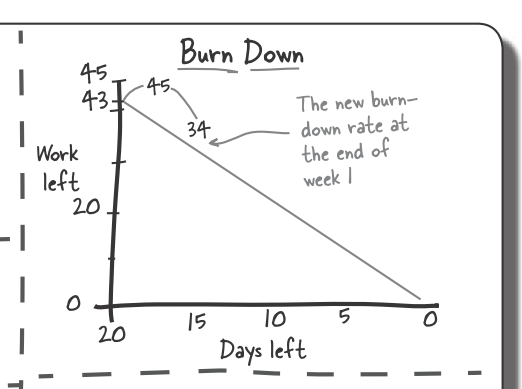 Burn Down
45
43
45
34
The new burn-
down rate at
the end of
week 1
Work
left
20
0
20
15
10
5
0
Days left